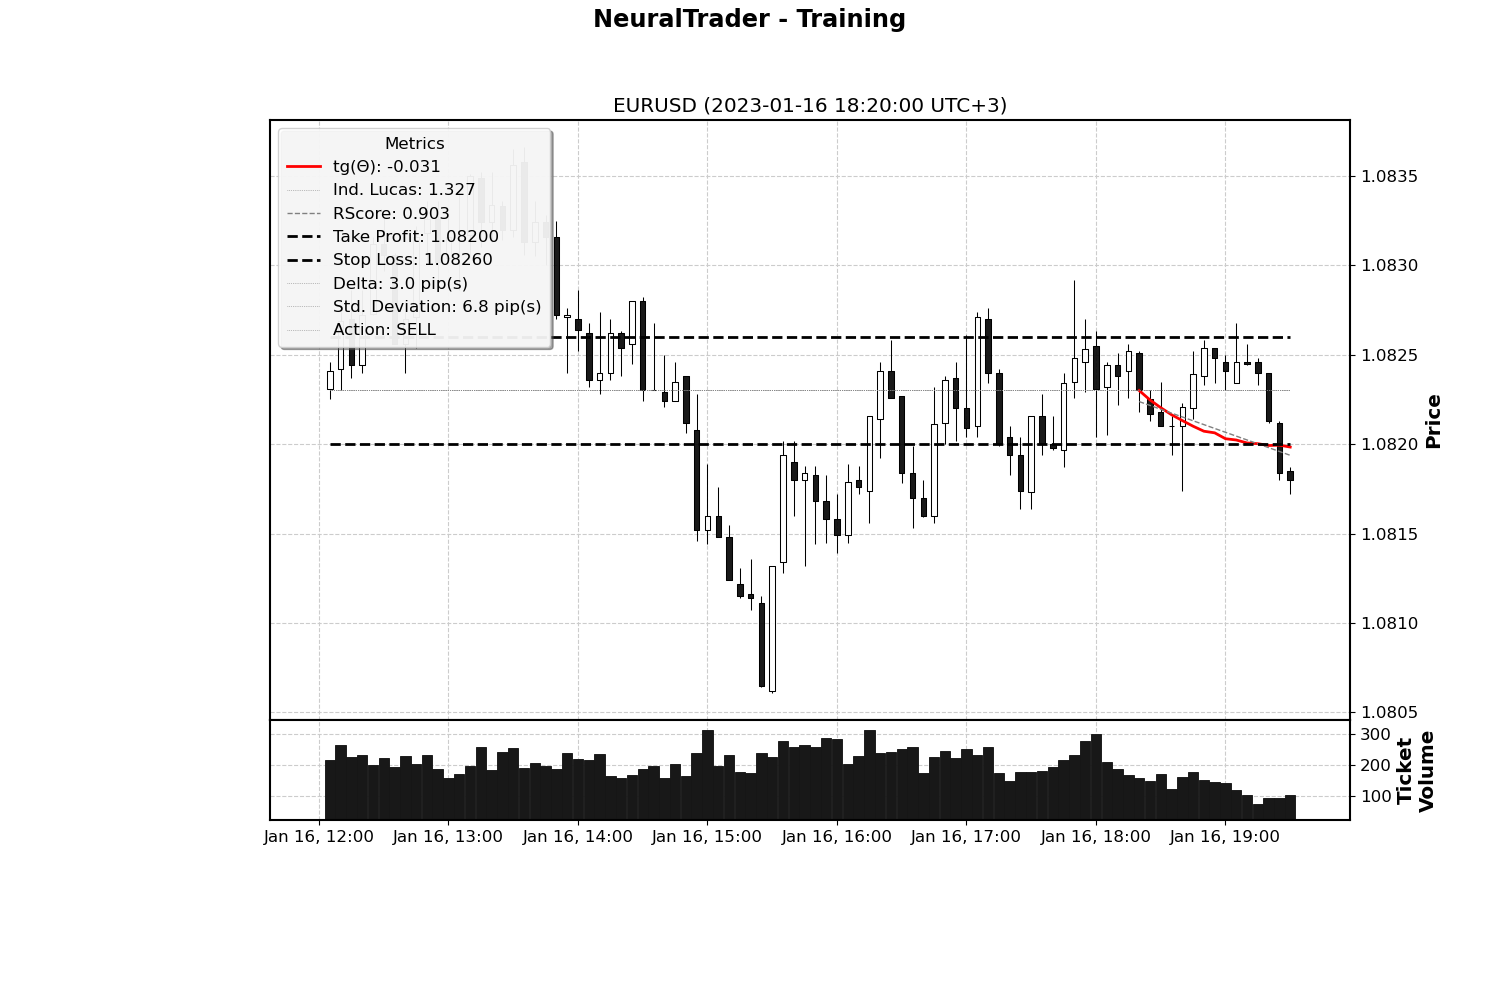 NeuralTrader - Training
EURUSD (2023-01-16 18:20:00 UTC+3)
Metrics
tg(Θ): -0.031
Ind. Lucas: 1.327
RScore: 0.903
Take Profit: 1.08200
Stop Loss: 1.08260
Delta: 3.0 pip(s)
Std. Deviation: 6.8 pip(s)
Action: SELL
1.0835
1.0830
1.0825
1.0820
1.0815
1.0810
1.0805
Price
300
200
100
Ticket
Volume
Jan 16, 12:00 Jan 16, 13:00 Jan 16, 14:00 Jan 16, 15:00 Jan 16, 16:00 Jan 16, 17:00 Jan 16, 18:00 Jan 16, 19:00